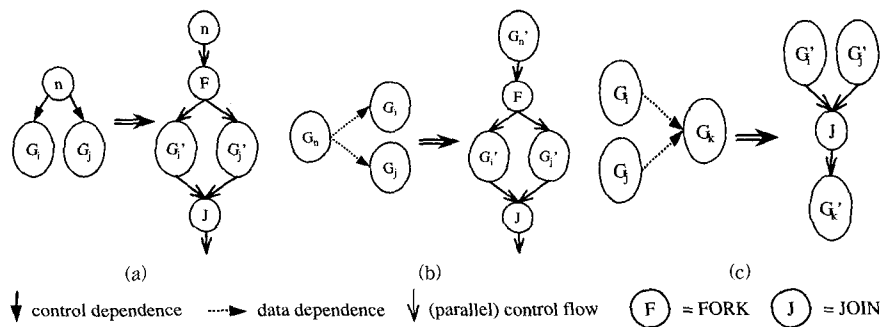 n
G_i
G_j
n
F
G_i'
G_j'
J
(a)
G_n
G_i
G_j
G_n'
F
G_i'
G_j'
J
(b)
G_i
G_j
G_k
G_i'
G_j'
J
G_k'
(c)
control dependence
data dependence
(parallel) control flow
F = FORK
J = JOIN